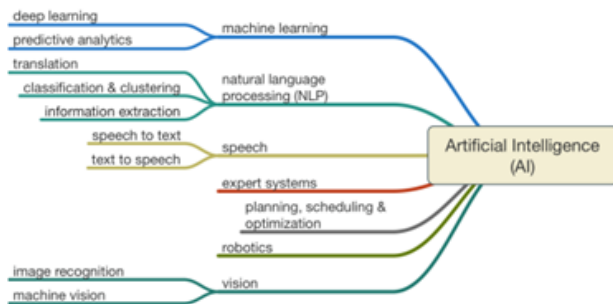 deep learning
predictive analytics
machine learning
translation
classification & clustering
information extraction
natural language
processing (NLP)
speech to text
text to speech
speech
expert systems
planning, scheduling &
optimization
robotics
image recognition
machine vision
vision
Artificial Intelligence
(AI)